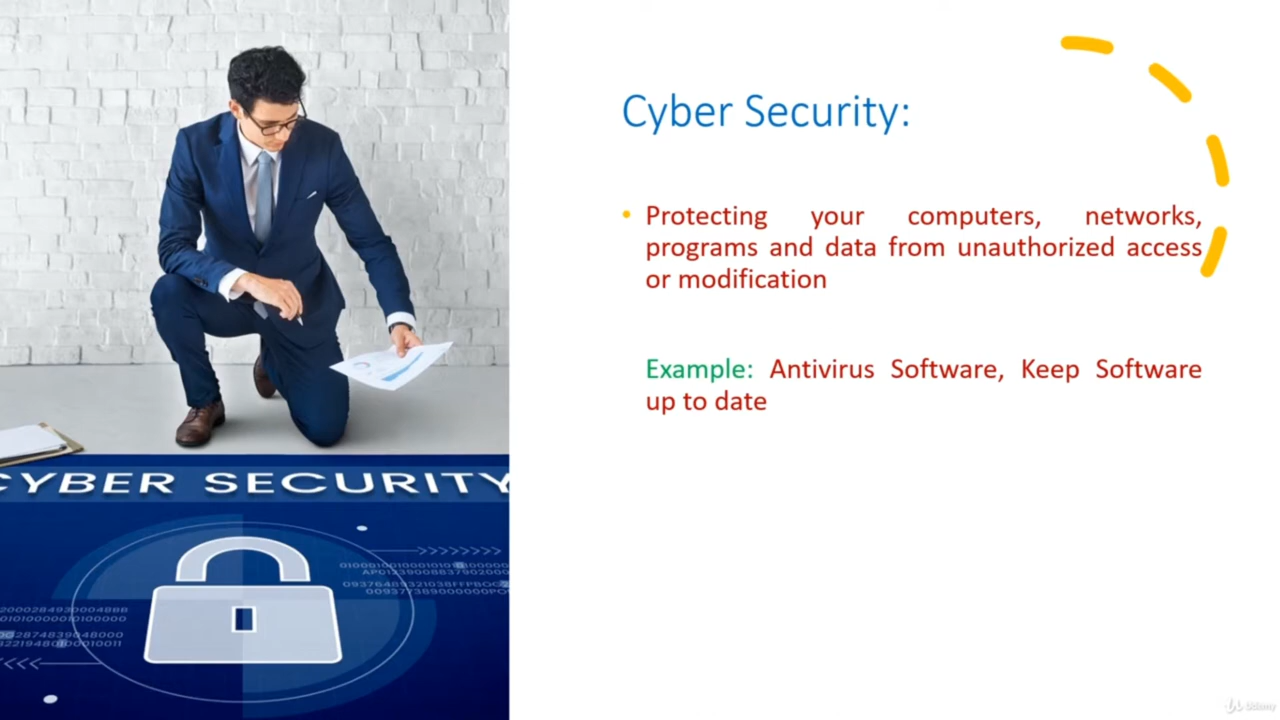 Cyber Security:
• Protecting your computers, networks,
programs and data from unauthorized access
or modification
Example: Antivirus Software, Keep Software
up to date
CYBER SECURITY
Udemy